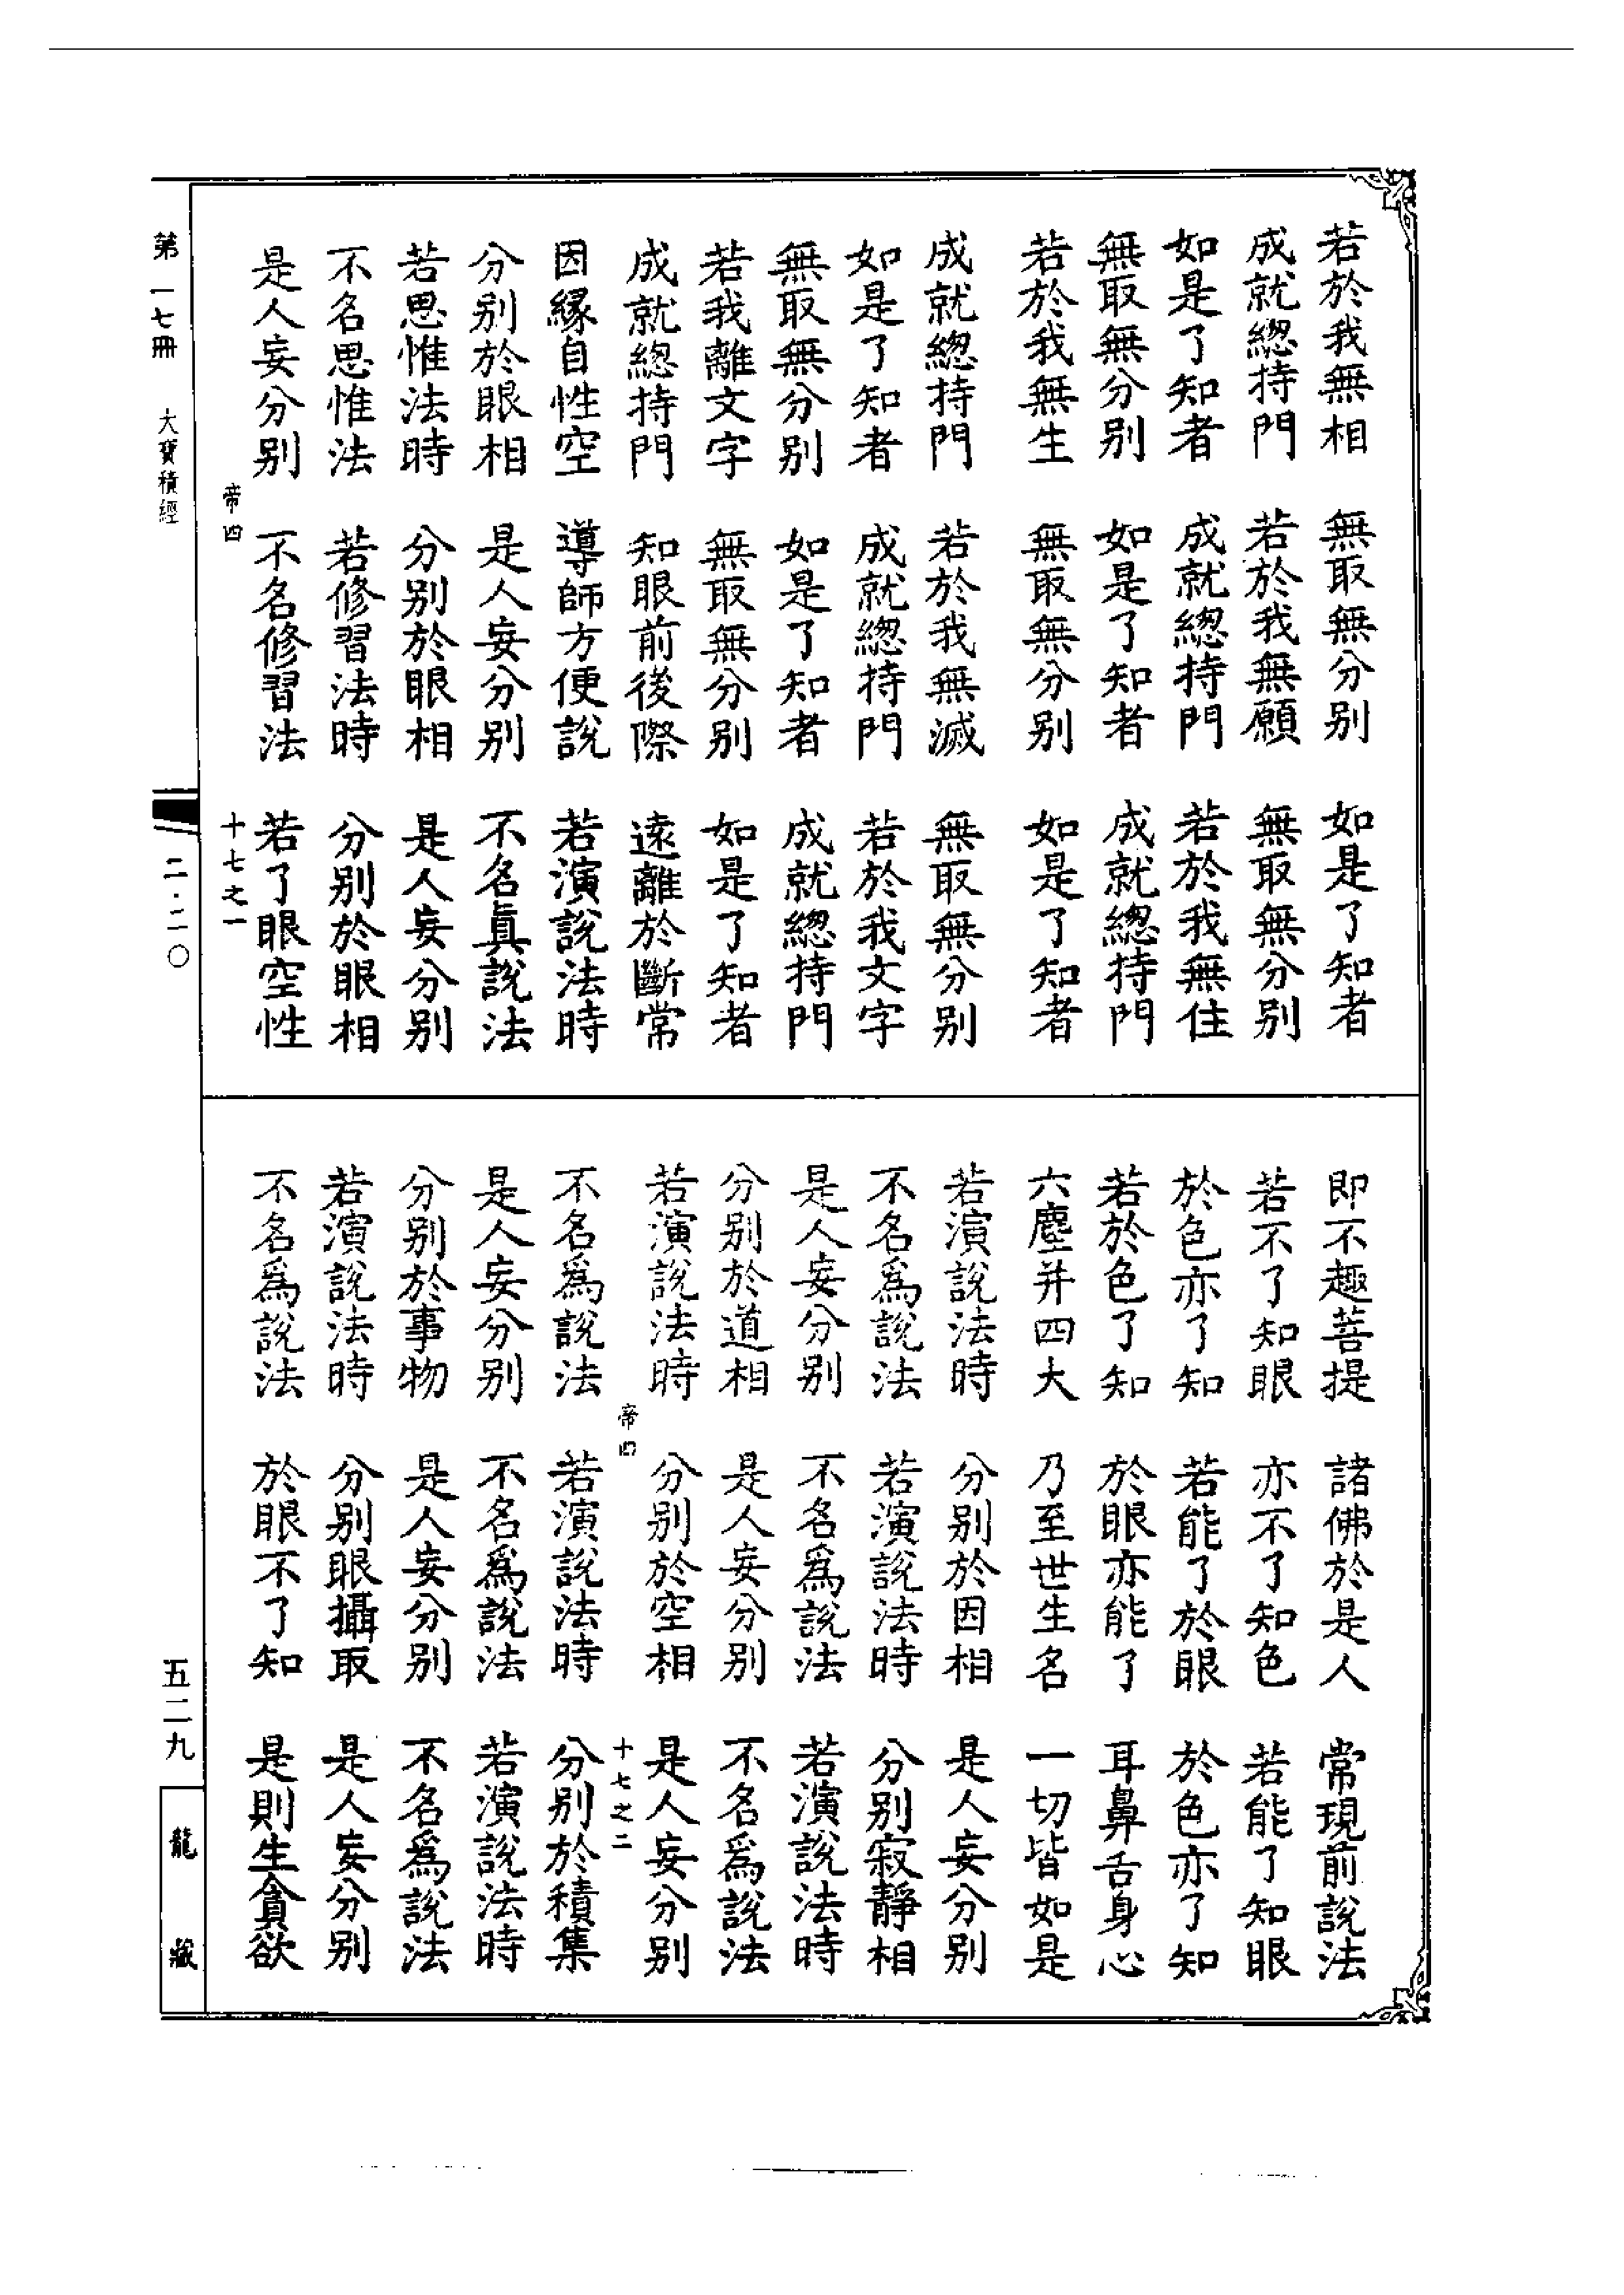 若於我無相　無取無分別　如是了知者
成就總持門　若於我無願　無取無分別
如是了知者　成就總持門　若於我無住
無取無分別　如是了知者　成就總持門
若於我無生　無取無分別　如是了知者
成就總持門　若於我無滅　無取無分別
如是了知者　成就總持門　若於我文字
無取無分別　如是了知者　成就總持門
若我離文字　無取無分別　如是了知者
成就總持門　知眼前後際　遠離於斷常
因緣自性空　導師方便說　若演說法時
分別於眼相　是人妄分別　不名真說法
若思惟法時　分別於眼相　是人妄分別
不名思惟法　若修習法時　分別於眼相
是人妄分別　不名修習法　若了眼空性
帝四　十七之一
即不趣菩提　諸佛於是人　常現前說法
若不了知眼　亦不了知色　若能了知眼
於色亦了知　若能了於眼　於色亦了知
若於色了知　於眼亦能了　耳鼻舌身心
六塵并四大　乃至世生名　一切皆如是
若演說法時　分別於因相　是人妄分別
不名為說法　若演說法時　分別寂靜相
是人妄分別　不名為說法　若演說法時
分別於道相　是人妄分別　不名為說法
若演說法時　分別於空相　是人妄分別
帝四　十七之二
不名為說法　若演說法時　分別於積集
是人妄分別　不名為說法　若演說法時
分別於事物　是人妄分別　不名為說法
若演說法時　分別眼攝取　是人妄分別
不名為說法　於眼不了知　是則生貪欲
第一七冊　大寶積經　二·二〇　五二九　龍藏